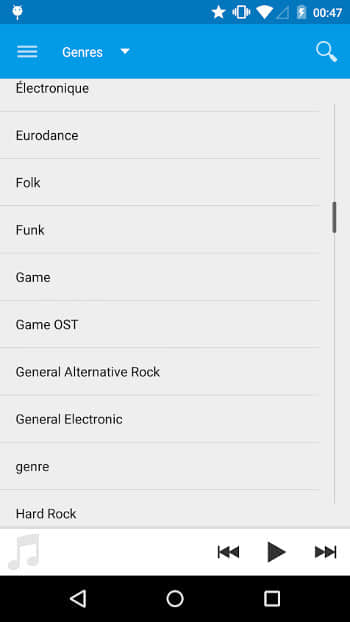 00:47
Genres
Électronique
Eurodance
Folk
Funk
Game
Game OST
General Alternative Rock
General Electronic
genre
Hard Rock